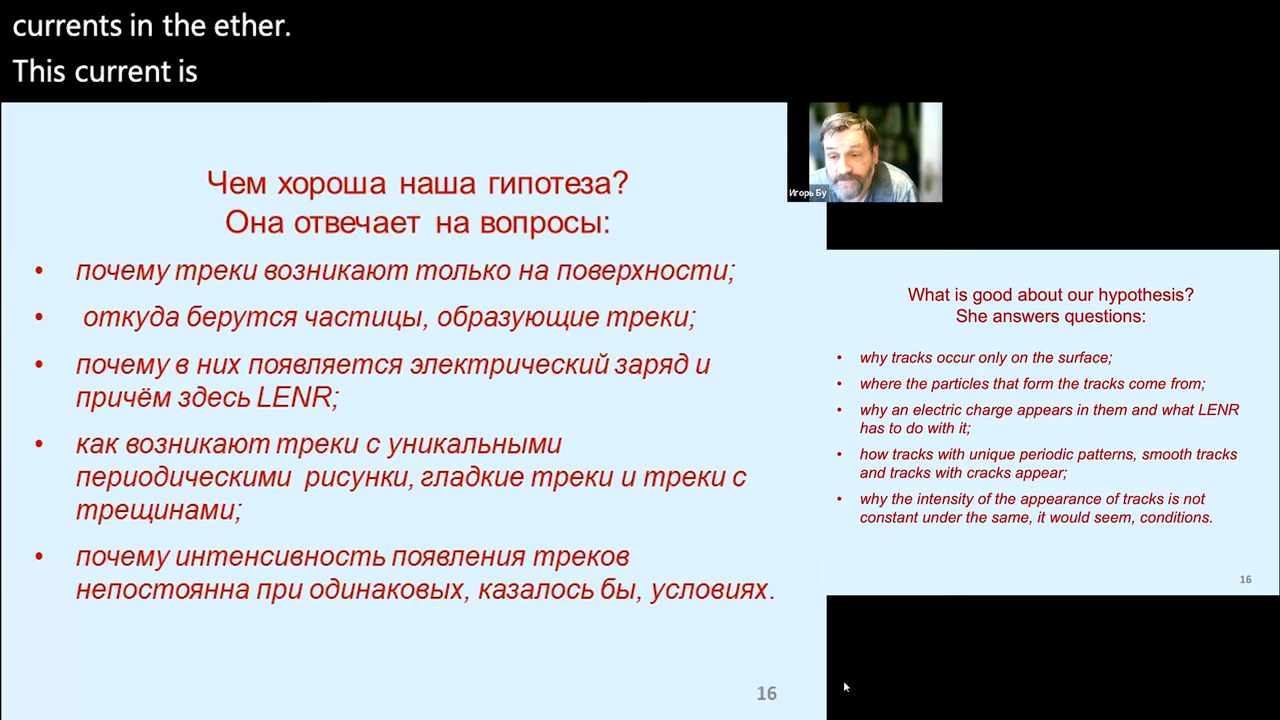 currents in the ether.
This current is
Чем хороша наша гипотеза?
Она отвечает на вопросы:
• почему треки возникают только на поверхности;
• откуда берутся частицы, образующие треки;
• почему в них появляется электрический заряд и
причём здесь LENR;
• как возникают треки с уникальными
периодическими рисунки, гладкие треки и треки с
трещинами;
• почему интенсивность появления треков
непостоянна при одинаковых, казалось бы, условиях.
16
Игорь Бу
What is good about our hypothesis?
She answers questions:
• why tracks occur only on the surface;
• where the particles that form the tracks come from;
• why an electric charge appears in them and what LENR
has to do with it;
• how tracks with unique periodic patterns, smooth tracks
and tracks with cracks appear;
• why the intensity of the appearance of tracks is not
constant under the same, it would seem, conditions.
16